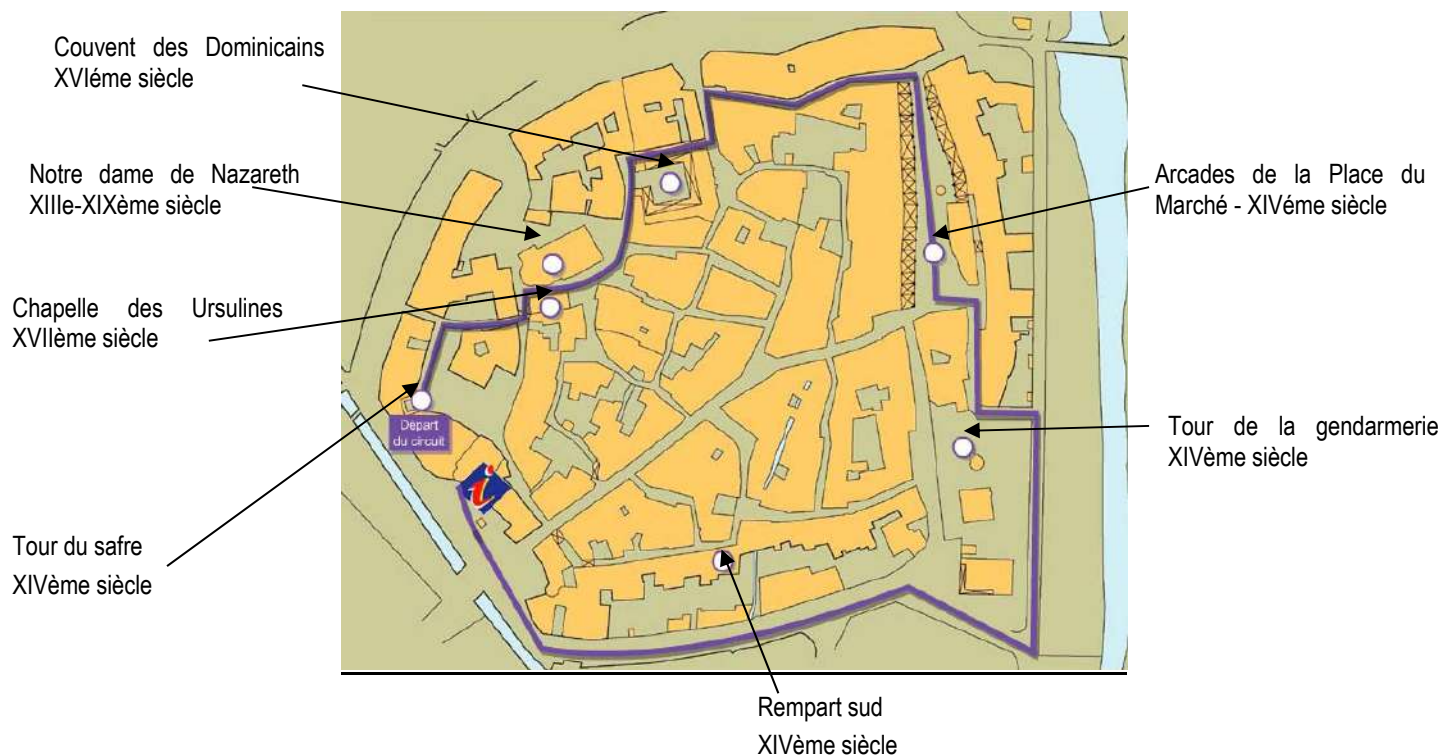 Couvent des Dominicains
XVIéme siècle
Notre dame de Nazareth
XIIIe-XIXème siècle
Chapelle des Ursulines
XVIIème siècle
Départ
du circuit
i
Tour du safre
XIVème siècle
Arcades de la Place du
Marché - XIVéme siècle
Tour de la gendarmerie
XIVème siècle
Rempart sud
XIVème siècle